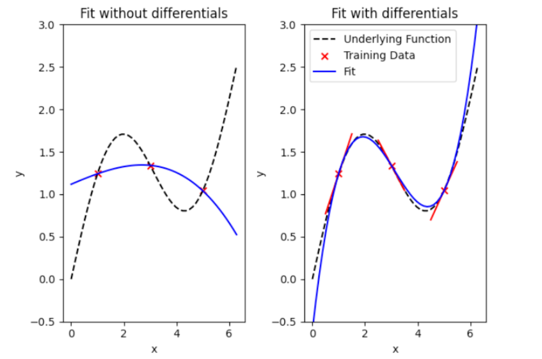 Fit without differentials
3.0
2.5
2.0
1.5
1.0
0.5
0.0
−0.5
y
0
2
4
6
x
Fit with differentials
Underlying Function
Training Data
Fit
3.0
2.5
2.0
1.5
1.0
0.5
0.0
−0.5
y
0
2
4
6
x